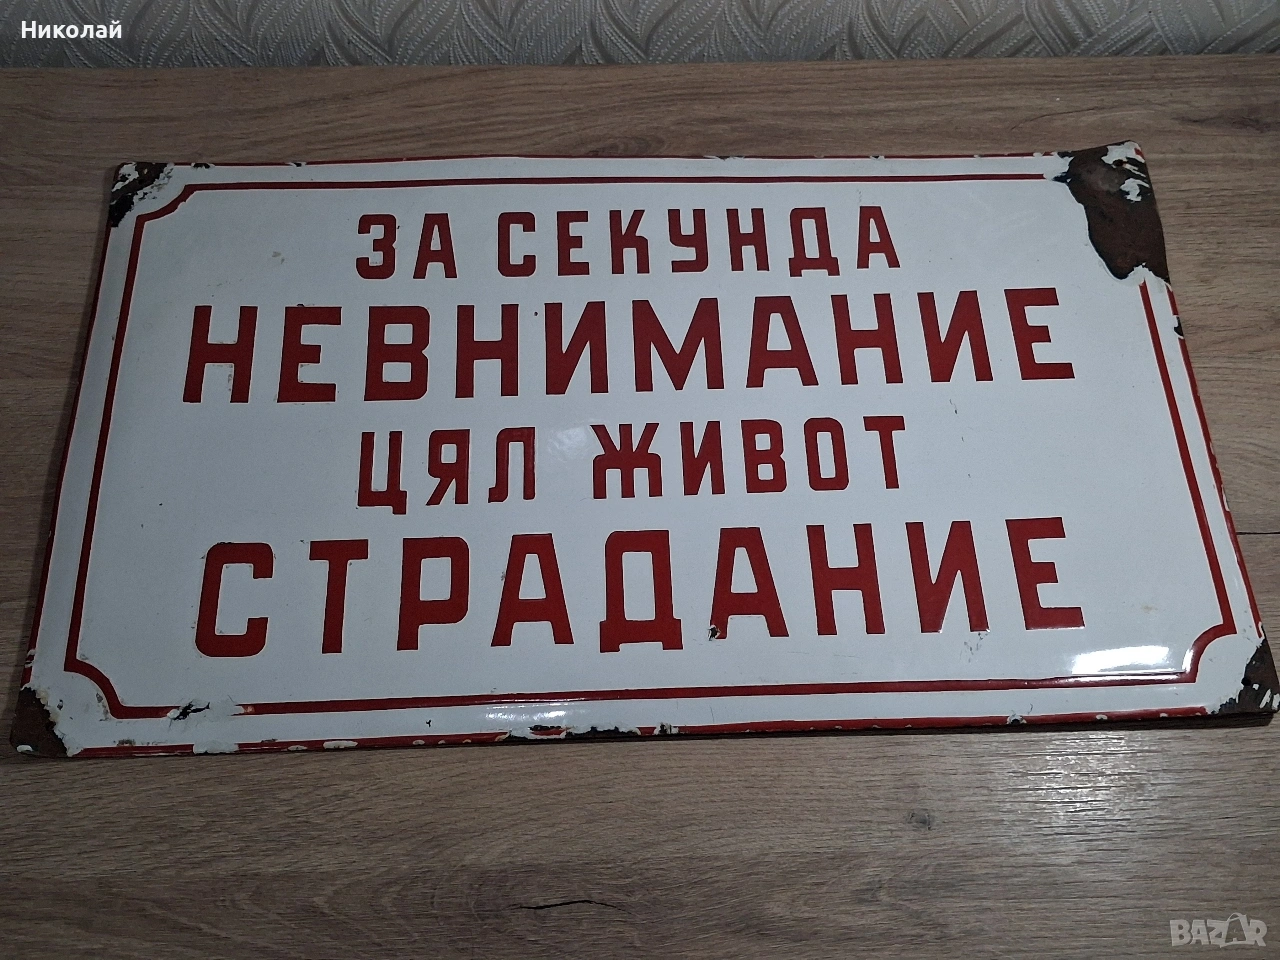 Николай
ЗА СЕКУНДА
НЕВНИМАНИЕ
ЦЯЛ ЖИВОТ
СТРАДАНИЕ
BAZAR